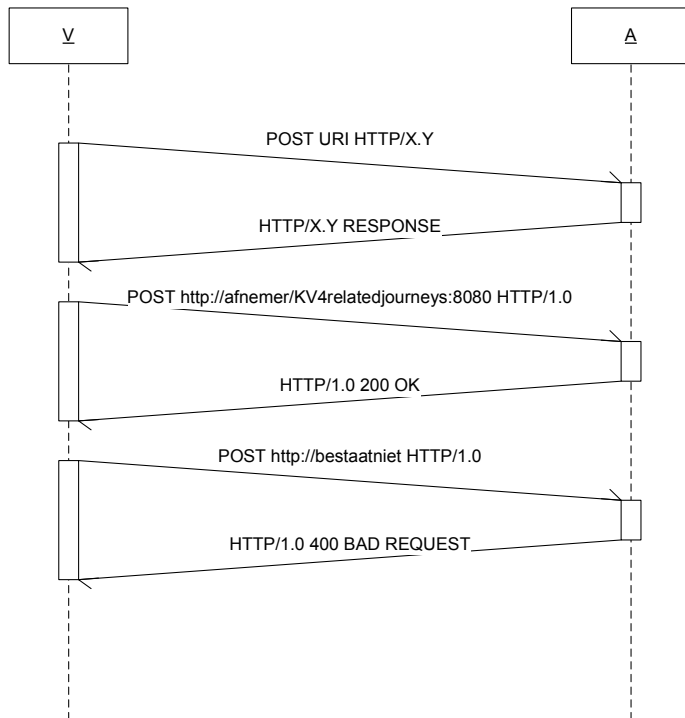 V
A
POST URI HTTP/X.Y
HTTP/X.Y RESPONSE
POST http://afnemer/KV4relatedjourneys:8080 HTTP/1.0
HTTP/1.0 200 OK
POST http://bestaatniet HTTP/1.0
HTTP/1.0 400 BAD REQUEST